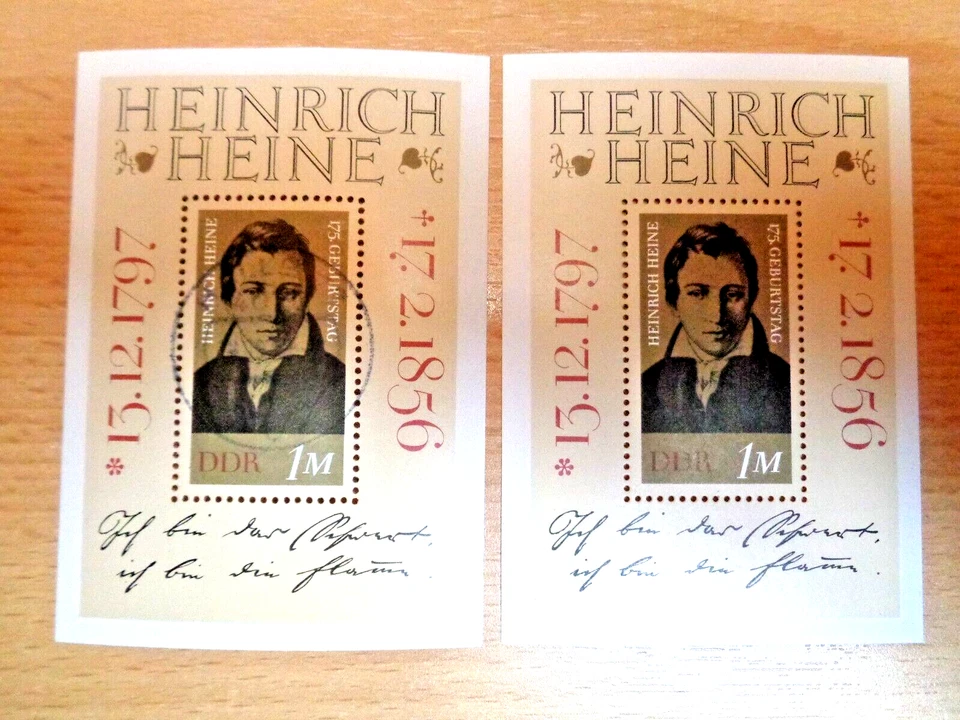 HEINRICH
HEINE
* 13.12.1797
HEINRICH HEINE
175. GEBURTSTAG
DDR 1M
† 17.2.1856
Ich bin das Schwert,
ich bin die Flamme.
HEINRICH
HEINE
* 13.12.1797
HEINRICH HEINE
175. GEBURTSTAG
DDR 1M
† 17.2.1856
Ich bin das Schwert,
ich bin die Flamme.